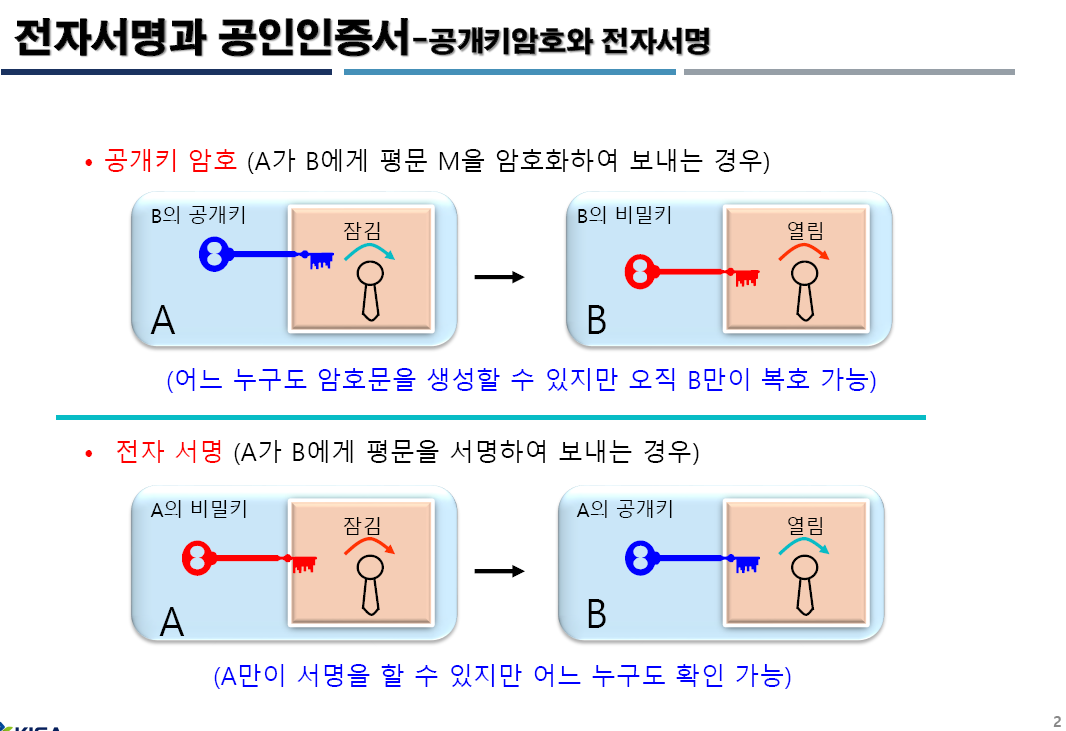 전자서명과 공인인증서-공개키암호와 전자서명
• 공개키 암호 (A가 B에게 평문 M을 암호화하여 보내는 경우)
B의 공개키
잠김
A
B의 비밀키
열림
B
(어느 누구도 암호문을 생성할 수 있지만 오직 B만이 복호 가능)
• 전자 서명 (A가 B에게 평문을 서명하여 보내는 경우)
A의 비밀키
잠김
A
A의 공개키
열림
B
(A만이 서명을 할 수 있지만 어느 누구도 확인 가능)
2